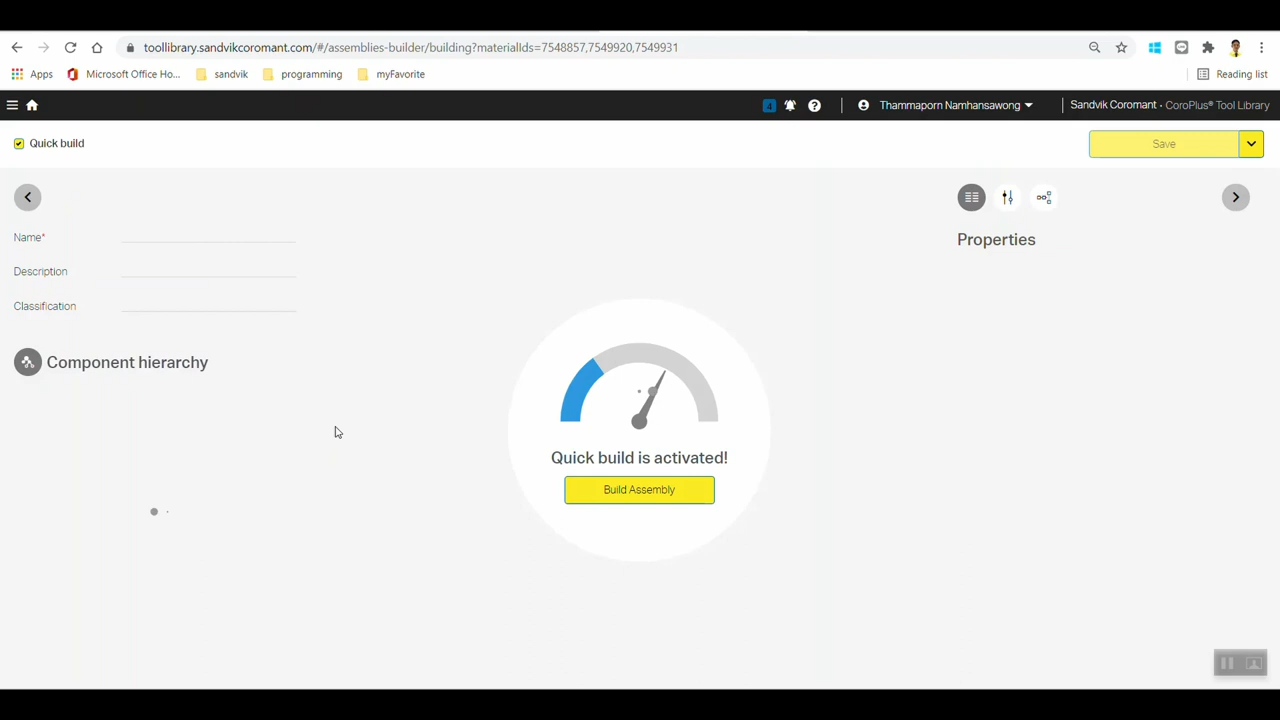 toollibrary.sandvikcoromant.com/#/assemblies-builder/building?materialIds=7548857,7549920,7549931
Apps Microsoft Office Ho... sandvik programming myFavorite Reading list
4 Thammaporn Namhansawong Sandvik Coromant • CoroPlus® Tool Library
Quick build Save
Name*
Properties
Description
Classification
Component hierarchy
Quick build is activated!
Build Assembly